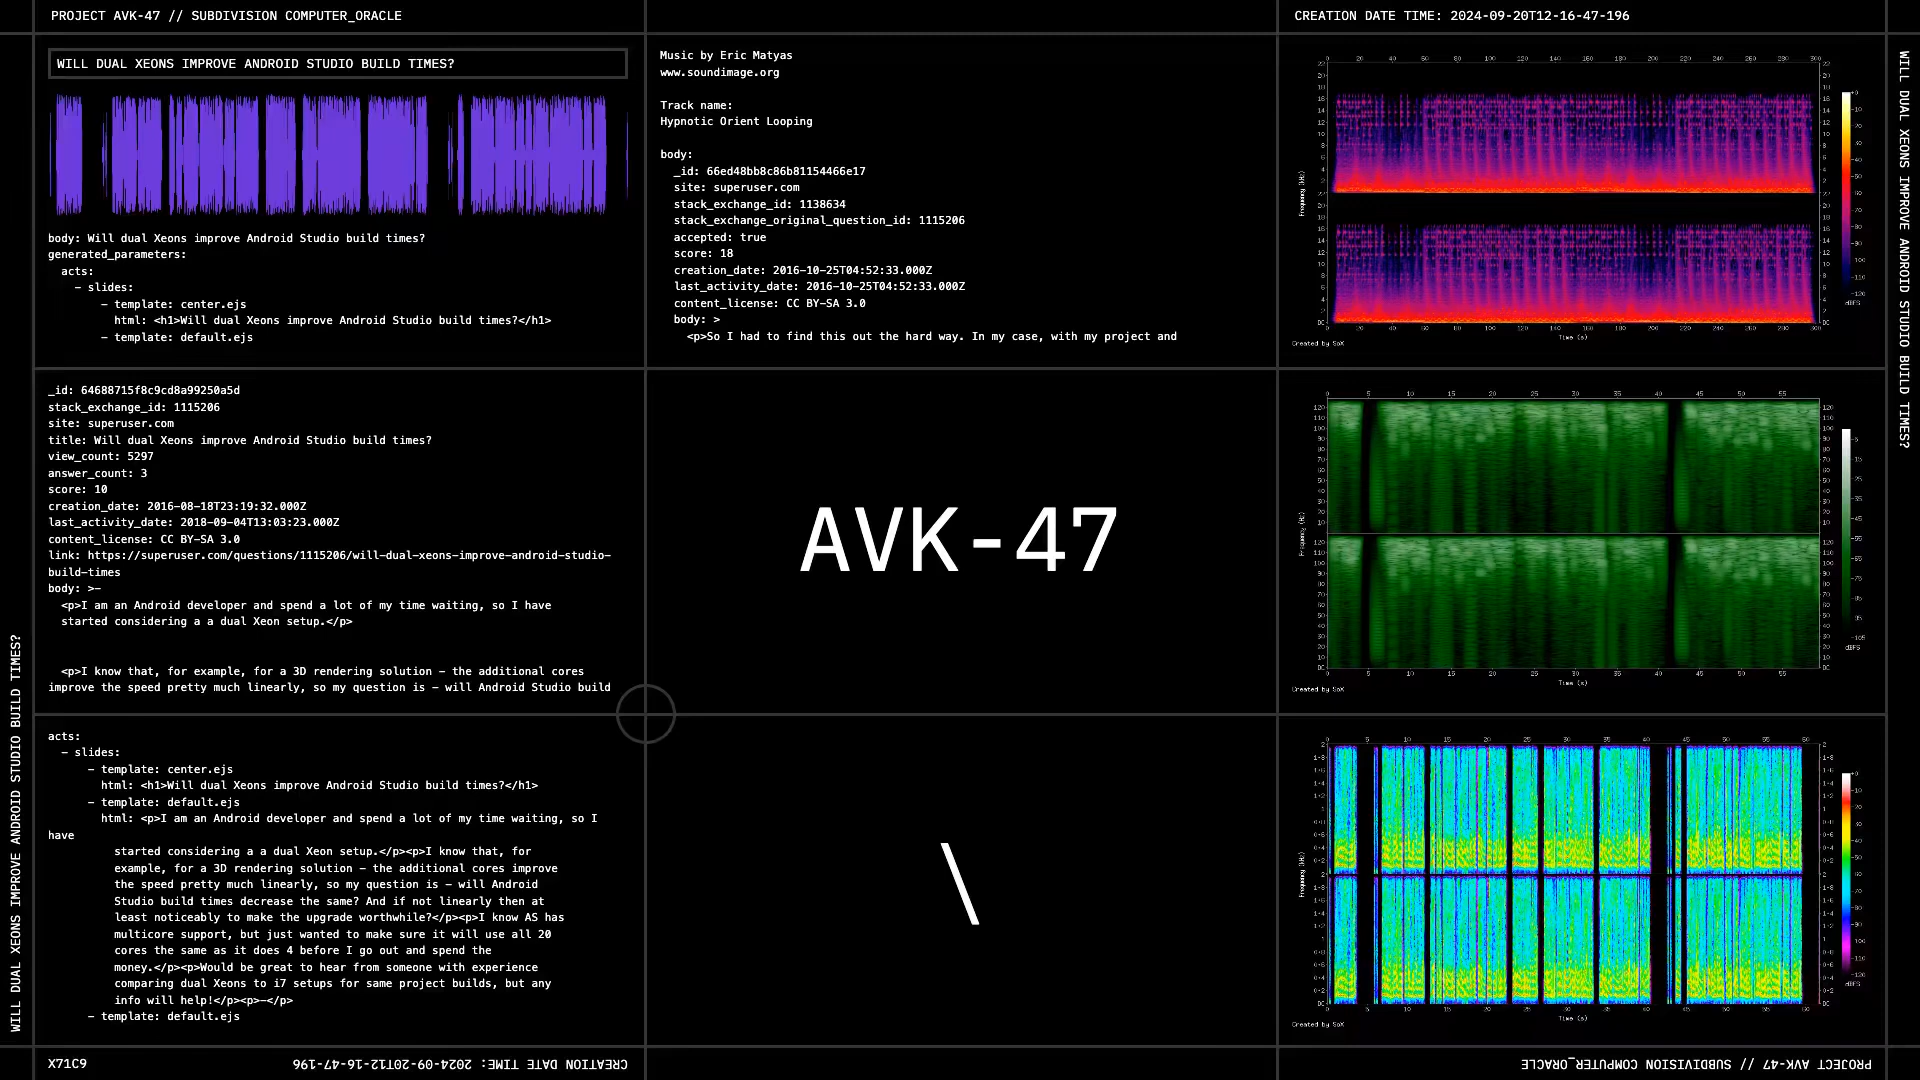 PROJECT AVK-47 // SUBDIVISION COMPUTER_ORACLE
CREATION DATE TIME: 2024-09-20T12-16-47-196
WILL DUAL XEONS IMPROVE ANDROID STUDIO BUILD TIMES?
body: Will dual Xeons improve Android Studio build times?
generated_parameters:
acts:
- slides:
- template: center.ejs
html: <h1>Will dual Xeons improve Android Studio build times?</h1>
- template: default.ejs
Music by Eric Matyas
www.soundimage.org
Track name:
Hypnotic Orient Looping
body:
_id: 66ed48bb8c86b81154466e17
site: superuser.com
stack_exchange_id: 1138634
stack_exchange_original_question_id: 1115206
accepted: true
score: 18
creation_date: 2016-10-25T04:52:33.000Z
last_activity_date: 2016-10-25T04:52:33.000Z
content_license: CC BY-SA 3.0
body: >
<p>So I had to find this out the hard way. In my case, with my project and
Frequency (kHz)
Time (s)
dBFS
Created by SoX
WILL DUAL XEONS IMPROVE ANDROID STUDIO BUILD TIMES?
_id: 64688715f8c9cd8a99250a5d
stack_exchange_id: 1115206
site: superuser.com
title: Will dual Xeons improve Android Studio build times?
view_count: 5297
answer_count: 3
score: 10
creation_date: 2016-08-18T23:19:32.000Z
last_activity_date: 2018-09-04T13:03:23.000Z
content_license: CC BY-SA 3.0
link: https://superuser.com/questions/1115206/will-dual-xeons-improve-android-studio-
build-times
body: >-
<p>I am an Android developer and spend a lot of my time waiting, so I have
started considering a a dual Xeon setup.</p>
<p>I know that, for example, for a 3D rendering solution – the additional cores
improve the speed pretty much linearly, so my question is – will Android Studio build
AVK-47
Frequency (Hz)
Time (s)
dBFS
Created by SoX
WILL DUAL XEONS IMPROVE ANDROID STUDIO BUILD TIMES?
acts:
- slides:
- template: center.ejs
html: <h1>Will dual Xeons improve Android Studio build times?</h1>
- template: default.ejs
html: <p>I am an Android developer and spend a lot of my time waiting, so I
have
started considering a a dual Xeon setup.</p><p>I know that, for
example, for a 3D rendering solution – the additional cores improve
the speed pretty much linearly, so my question is – will Android
Studio build times decrease the same? And if not linearly then at
least noticeably to make the upgrade worthwhile?</p><p>I know AS has
multicore support, but just wanted to make sure it will use all 20
cores the same as it does 4 before I go out and spend the
money.</p><p>Would be great to hear from someone with experience
comparing dual Xeons to i7 setups for same project builds, but any
info will help!</p><p>–</p>
- template: default.ejs
\
Frequency (kHz)
Time (s)
dBFS
Created by SoX
X71C9
CREATION DATE TIME: 2024-09-20T12-16-47-196
PROJECT AVK-47 // SUBDIVISION COMPUTER_ORACLE